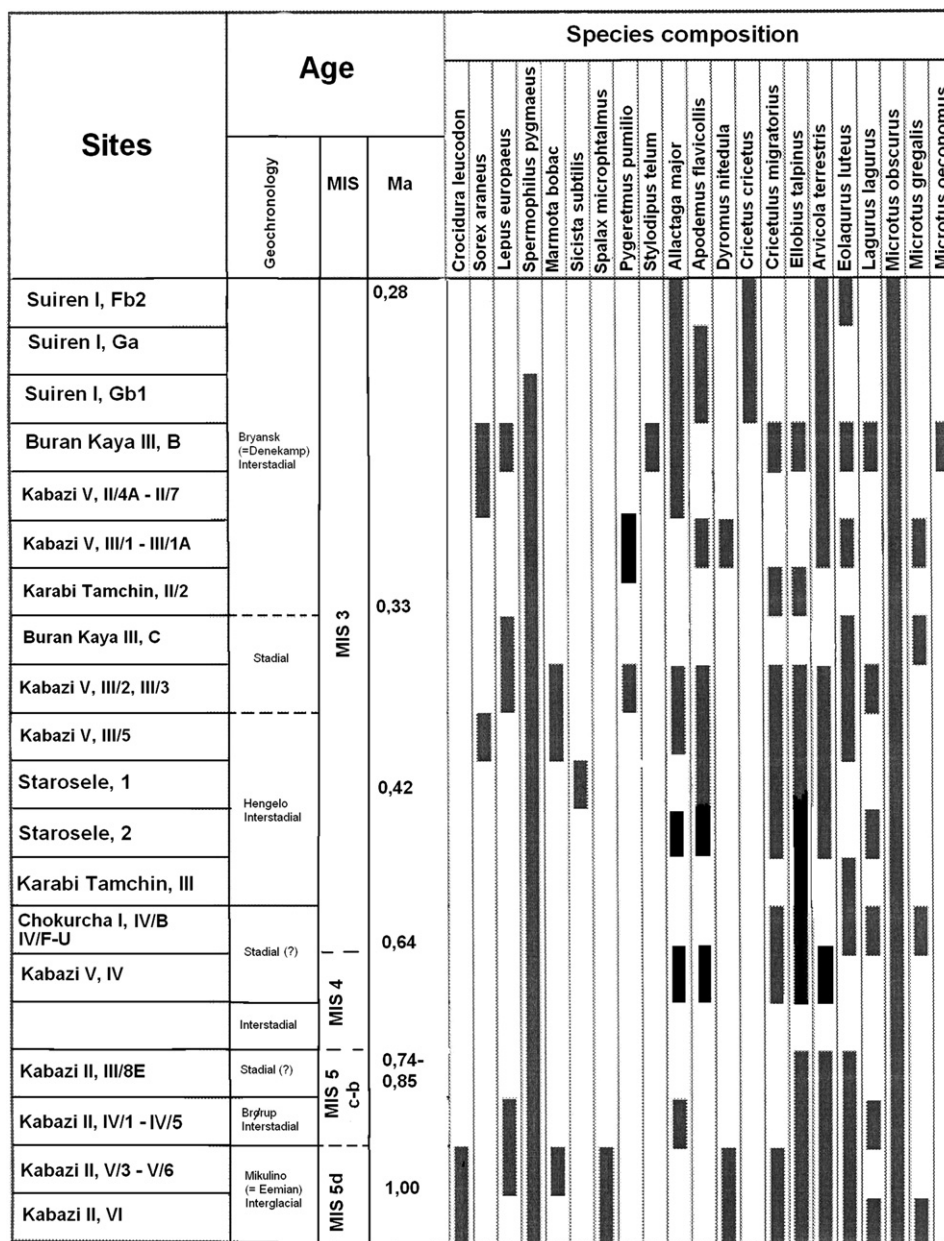 Sites
Age
Species composition
Geochronology
MIS
Ma
Crocidura leucodon
Sorex araneus
Lepus europaeus
Spermophilus pygmaeus
Marmota bobac
Sicista subtilis
Spalax microphtalmus
Pygeretmus pumilio
Stylodipus telum
Allactaga major
Apodemus flavicollis
Dyromus nitedula
Cricetus cricetus
Cricetulus migratorius
Ellobius talpinus
Arvicola terrestris
Eolaqurus luteus
Lagurus lagurus
Microtus obscurus
Microtus gregalis
Microtus oeconomus
Suiren I, Fb2
Suiren I, Ga
Suiren I, Gb1
Buran Kaya III, B
Kabazi V, II/4A - II/7
Kabazi V, III/1 - III/1A
Karabi Tamchin, II/2
Buran Kaya III, C
Kabazi V, III/2, III/3
Kabazi V, III/5
Starosele, 1
Starosele, 2
Karabi Tamchin, III
Chokurcha I, IV/B
IV/F-U
Kabazi V, IV
Kabazi II, III/8E
Kabazi II, IV/1 - IV/5
Kabazi II, V/3 - V/6
Kabazi II, VI
Bryansk
(=Denekamp)
Interstadial
Stadial
Hengelo
Interstadial
Stadial (?)
Interstadial
Stadial (?)
Brørup
Interstadial
Mikulino
(= Eemian)
Interglacial
MIS 3
MIS 4
MIS 5
c-b
MIS 5d
0,28
0,33
0,42
0,64
0,74-
0,85
1,00